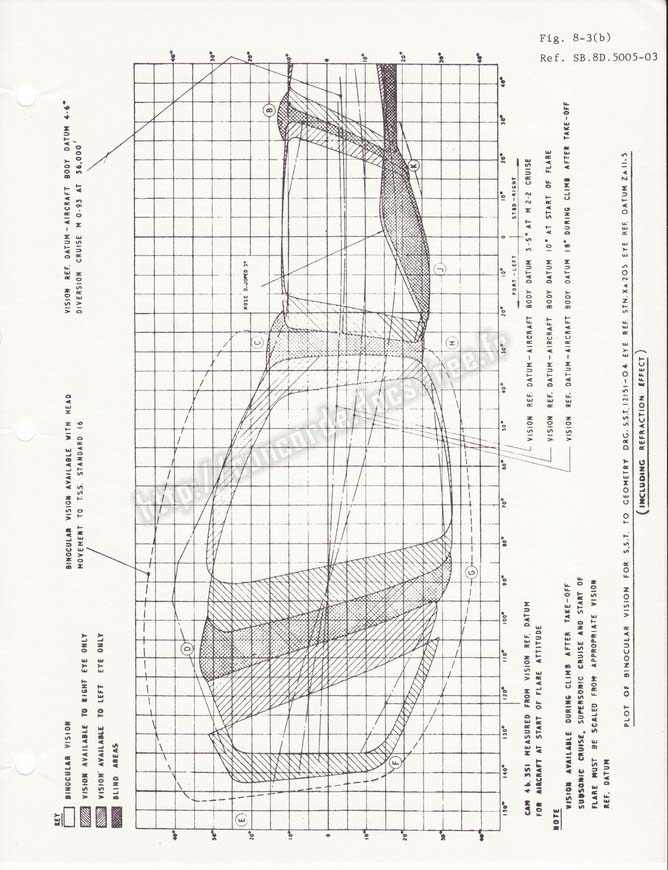 Fig. 8-3(b)
Ref. SB.8D.5005-03
KEY
BINOCULAR VISION
VISION AVAILABLE TO RIGHT EYE ONLY
VISION AVAILABLE TO LEFT EYE ONLY
BLIND AREAS
BINOCULAR VISION AVAILABLE WITH HEAD
MOVEMENT TO T.S.S. STANDARD 16
VISION REF. DATUM - AIRCRAFT BODY DATUM 4·6°
DIVERSION CRUISE M 0·93 AT 36,000'
40° 20° 10° 0 10° 20° 30° 40°
150° 140° 130° 120° 110° 100° 90° 80° 70° 60° 50° 40° 30° 20° 10° 0 10° 20° 30° 40°
B
C
D
E
F
G
H
J
K
NOSE DROOPED 5°
PORT-LEFT
STBD-RIGHT
VISION REF. DATUM - AIRCRAFT BODY DATUM 3·5° AT M 2·2 CRUISE
VISION REF. DATUM - AIRCRAFT BODY DATUM 10° AT START OF FLARE
VISION REF. DATUM - AIRCRAFT BODY DATUM 18° DURING CLIMB AFTER TAKE-OFF
CAM 46.351 MEASURED FROM VISION REF. DATUM
FOR AIRCRAFT AT START OF FLARE ATTITUDE
NOTE
VISION AVAILABLE DURING CLIMB AFTER TAKE-OFF
SUBSONIC CRUISE, SUPERSONIC CRUISE AND START OF
FLARE MUST BE SCALED FROM APPROPRIATE VISION
REF. DATUM
PLOT OF BINOCULAR VISION FOR S.S.T. TO GEOMETRY DRG. S.S.T. 12151-04 EYE REF. STN. XA 205 EYE REF. DATUM ZA 11·5
(INCLUDING REFRACTION EFFECT)